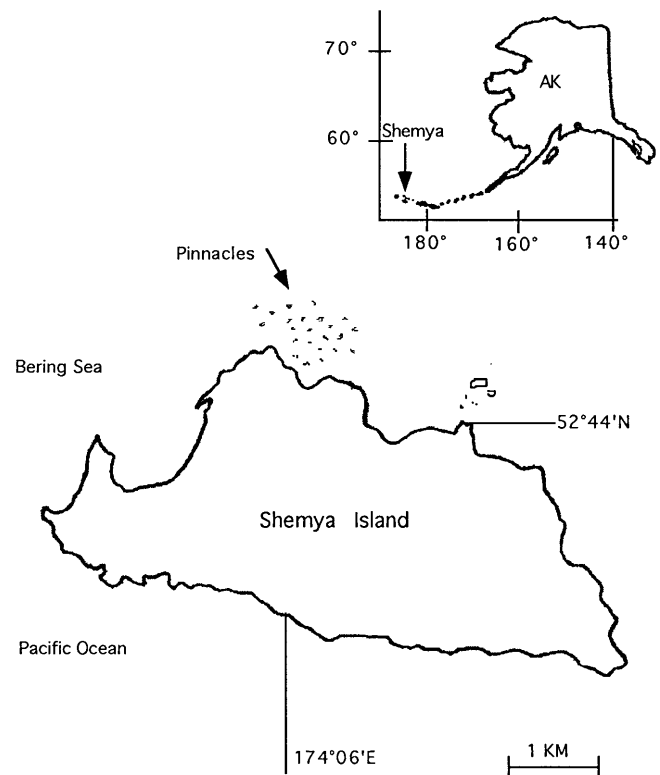 70°
AK
60°
Shemya
180°
160°
140°
Pinnacles
Bering Sea
52°44'N
Shemya Island
Pacific Ocean
174°06'E
1 KM